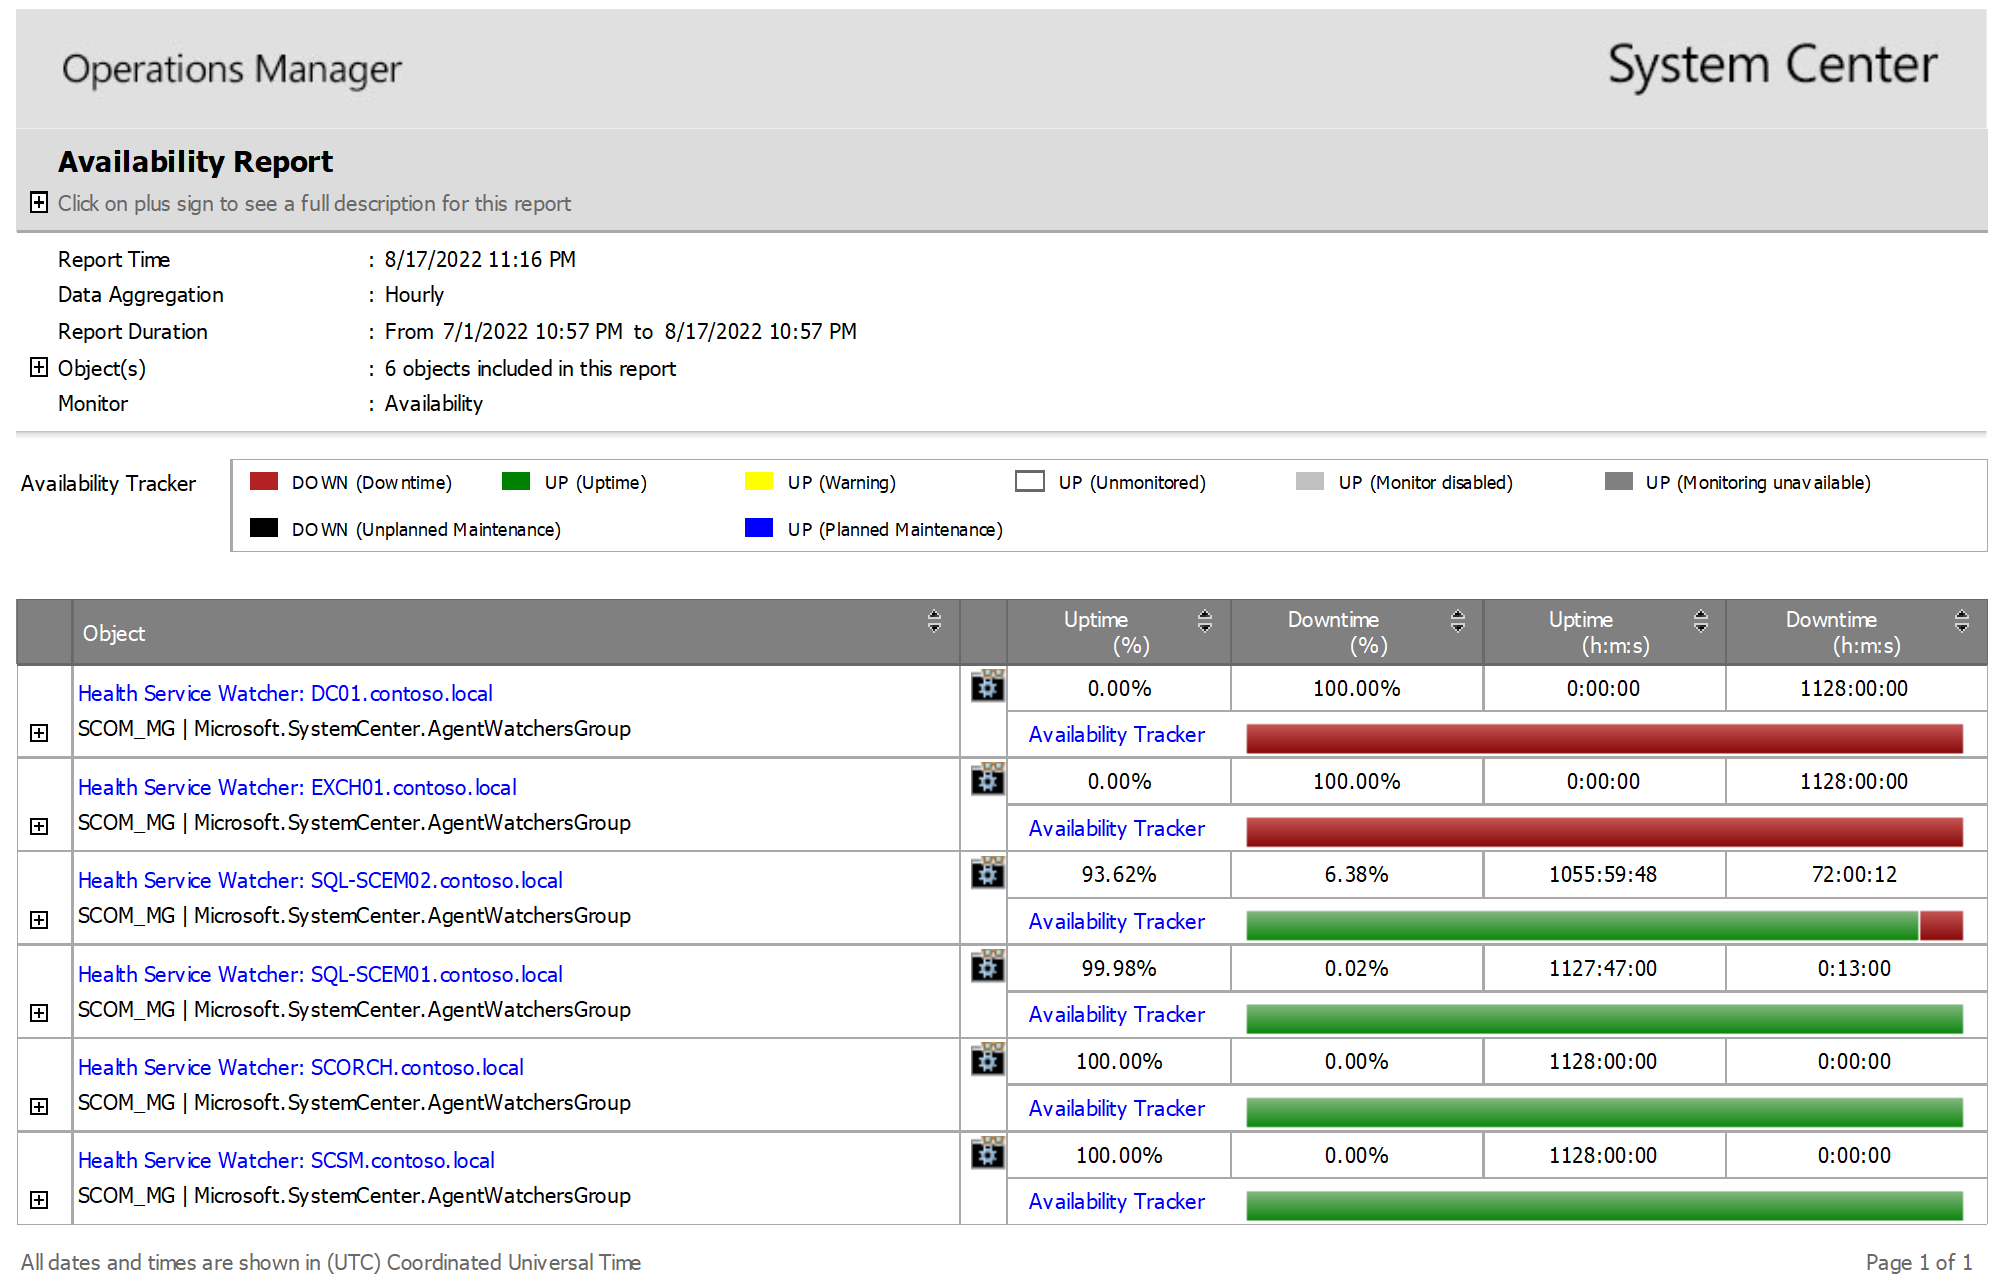 Operations Manager
System Center
Availability Report
Click on plus sign to see a full description for this report
Report Time : 8/17/2022 11:16 PM
Data Aggregation : Hourly
Report Duration : From 7/1/2022 10:57 PM to 8/17/2022 10:57 PM
Object(s) : 6 objects included in this report
Monitor : Availability
Availability Tracker
DOWN (Downtime) UP (Uptime) UP (Warning) UP (Unmonitored) UP (Monitor disabled) UP (Monitoring unavailable)
DOWN (Unplanned Maintenance) UP (Planned Maintenance)
Object Uptime (%) Downtime (%) Uptime (h:m:s) Downtime (h:m:s)
Health Service Watcher: DC01.contoso.local 0.00% 100.00% 0:00:00 1128:00:00
SCOM_MG | Microsoft.SystemCenter.AgentWatchersGroup Availability Tracker
Health Service Watcher: EXCH01.contoso.local 0.00% 100.00% 0:00:00 1128:00:00
SCOM_MG | Microsoft.SystemCenter.AgentWatchersGroup Availability Tracker
Health Service Watcher: SQL-SCEM02.contoso.local 93.62% 6.38% 1055:59:48 72:00:12
SCOM_MG | Microsoft.SystemCenter.AgentWatchersGroup Availability Tracker
Health Service Watcher: SQL-SCEM01.contoso.local 99.98% 0.02% 1127:47:00 0:13:00
SCOM_MG | Microsoft.SystemCenter.AgentWatchersGroup Availability Tracker
Health Service Watcher: SCORCH.contoso.local 100.00% 0.00% 1128:00:00 0:00:00
SCOM_MG | Microsoft.SystemCenter.AgentWatchersGroup Availability Tracker
Health Service Watcher: SCSM.contoso.local 100.00% 0.00% 1128:00:00 0:00:00
SCOM_MG | Microsoft.SystemCenter.AgentWatchersGroup Availability Tracker
All dates and times are shown in (UTC) Coordinated Universal Time
Page 1 of 1